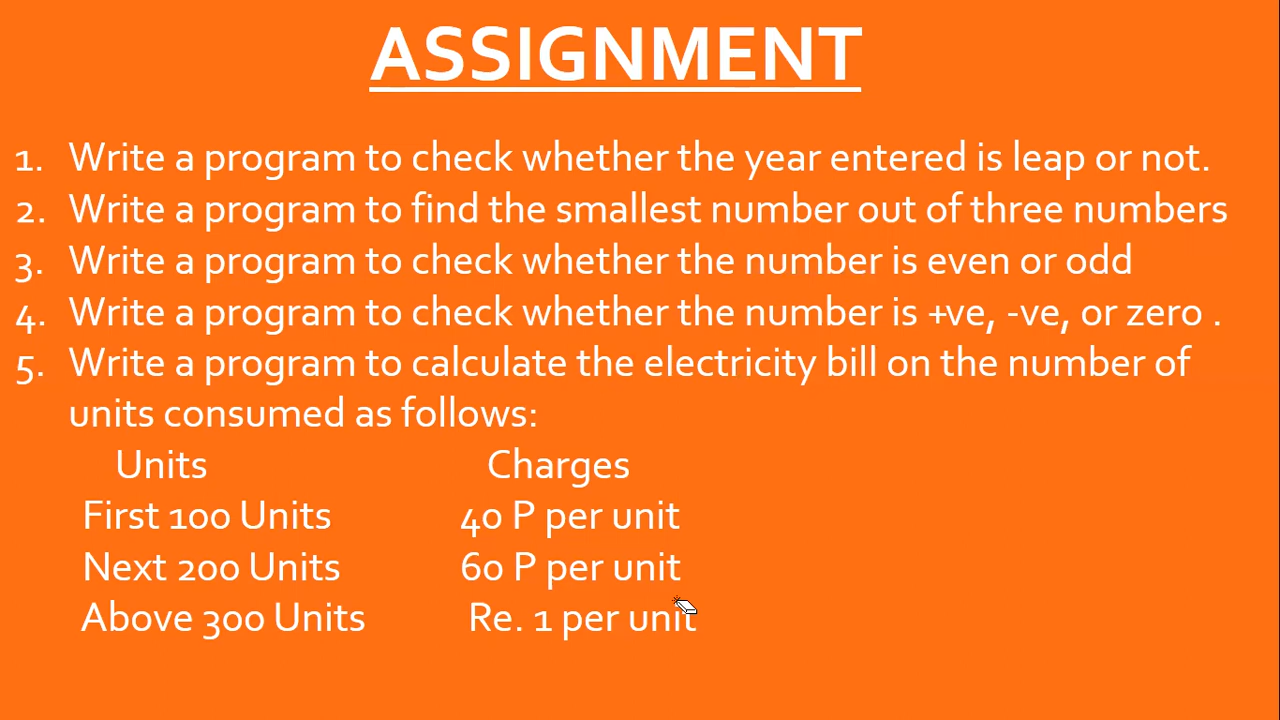 ASSIGNMENT
1. Write a program to check whether the year entered is leap or not.
2. Write a program to find the smallest number out of three numbers
3. Write a program to check whether the number is even or odd
4. Write a program to check whether the number is +ve, -ve, or zero .
5. Write a program to calculate the electricity bill on the number of
units consumed as follows:
Units Charges
First 100 Units 40 P per unit
Next 200 Units 60 P per unit
Above 300 Units Re. 1 per unit